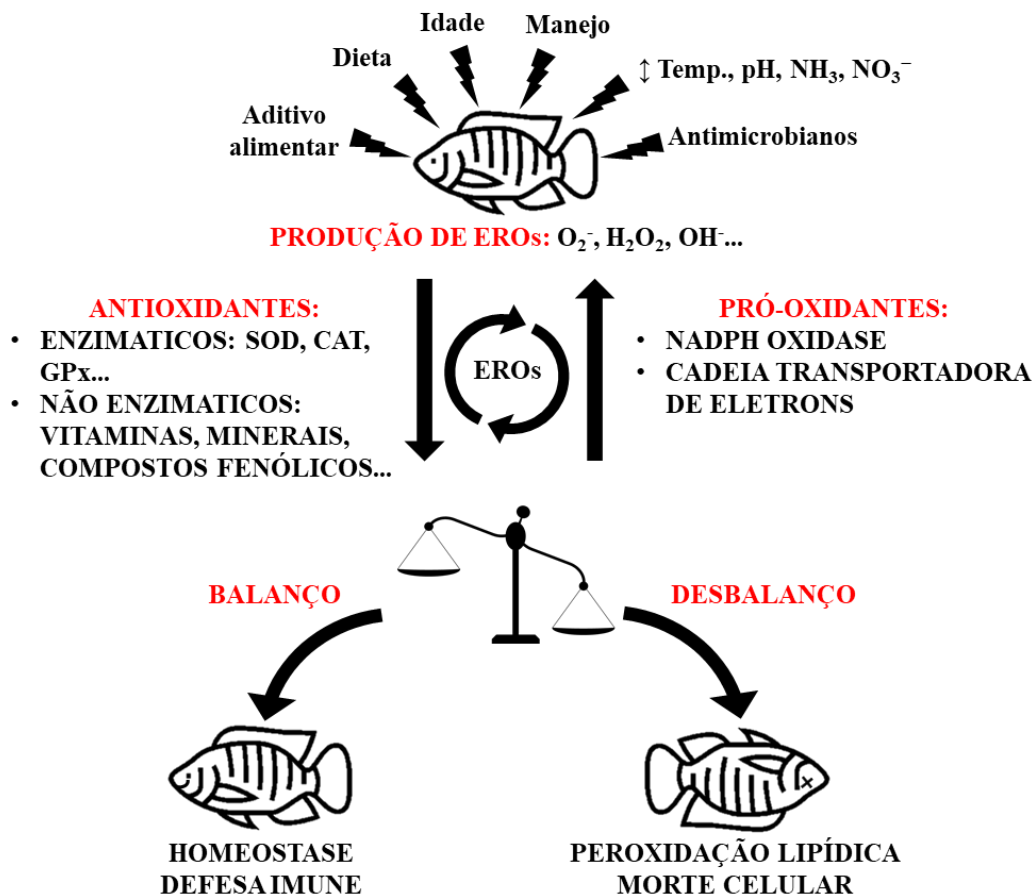 Idade
Manejo
Dieta
↕ Temp., pH, NH₃, NO₃⁻
Aditivo
alimentar
Antimicrobianos
PRODUÇÃO DE EROs: O₂⁻, H₂O₂, OH⁻...
ANTIOXIDANTES:
• ENZIMATICOS: SOD, CAT,
GPx...
• NÃO ENZIMATICOS:
VITAMINAS, MINERAIS,
COMPOSTOS FENÓLICOS...
EROs
PRÓ-OXIDANTES:
• NADPH OXIDASE
• CADEIA TRANSPORTADORA
DE ELETRONS
BALANÇO
DESBALANÇO
HOMEOSTASE
DEFESA IMUNE
PEROXIDAÇÃO LIPÍDICA
MORTE CELULAR